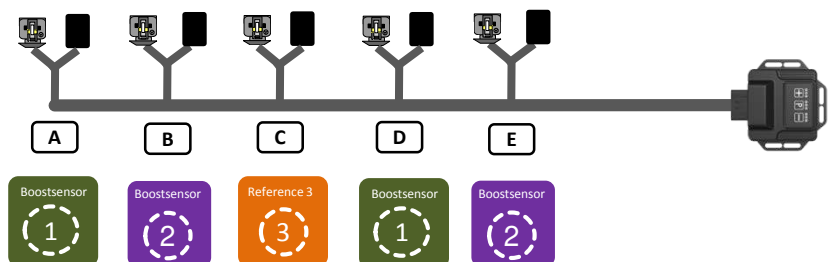 A
B
C
D
E
Boostsensor
1
Boostsensor
2
Reference 3
3
Boostsensor
1
Boostsensor
2
+
P
−